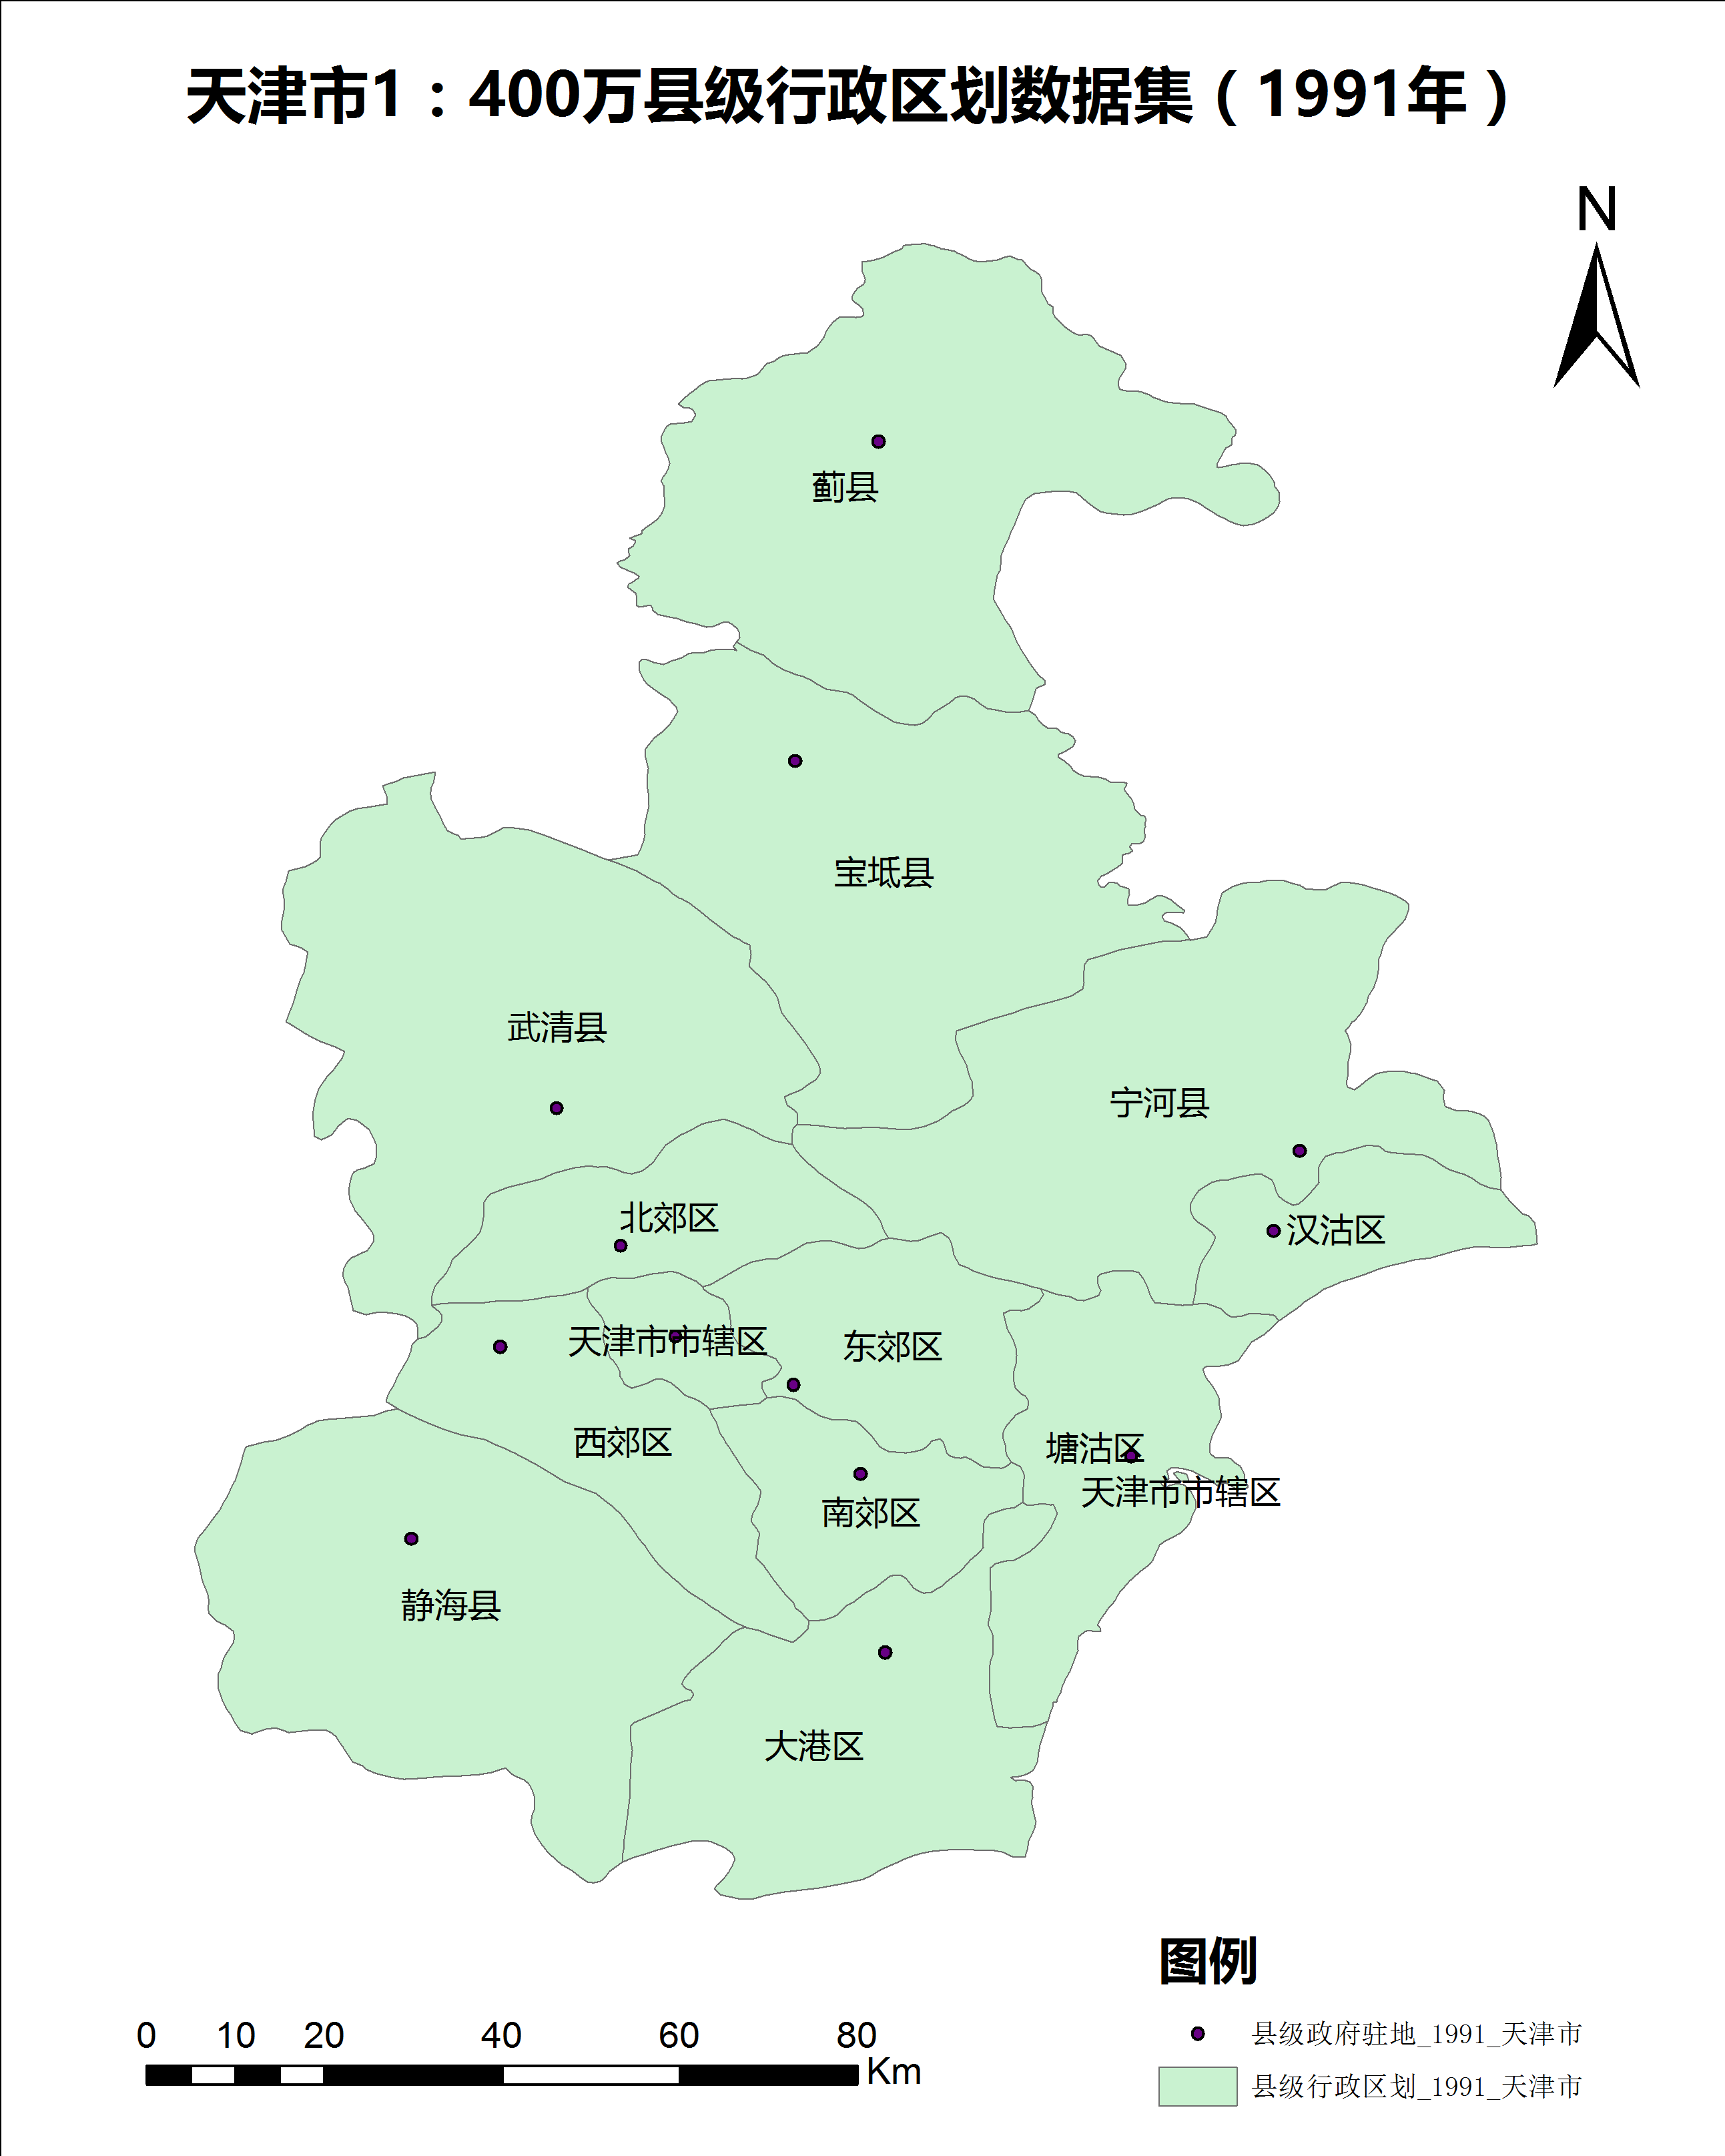 天津市1：400万县级行政区划数据集（1991年）
N
蓟县
宝坻县
武清县
宁河县
北郊区
汉沽区
天津市市辖区
东郊区
西郊区
塘沽区
天津市市辖区
南郊区
静海县
大港区
图例
县级政府驻地_1991_天津市
县级行政区划_1991_天津市
0 10 20 40 60 80
Km